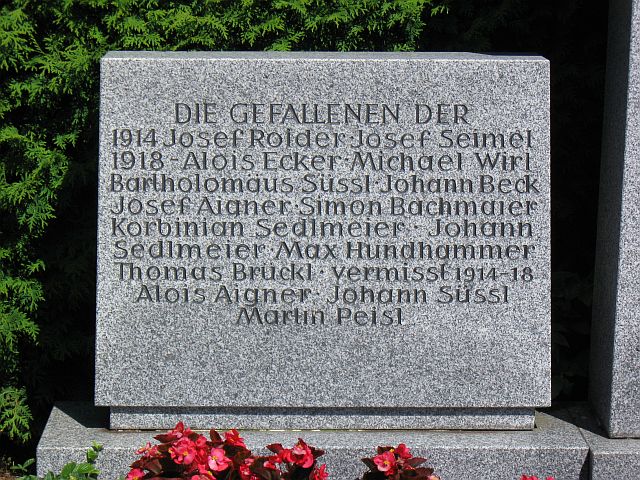 DIE GEFALLENEN DER
1914 Josef Roider · Josef Seimel
1918 - Alois Ecker · Michael Wirl
Bartholomäus Süssl · Johann Beck
Josef Aigner · Simon Bachmaier
Korbinian Sedlmeier · Johann
Sedlmeier · Max Hundhammer
Thomas Brückl · vermisst 1914-18
Alois Aigner · Johann Süssl
Martin Peisl